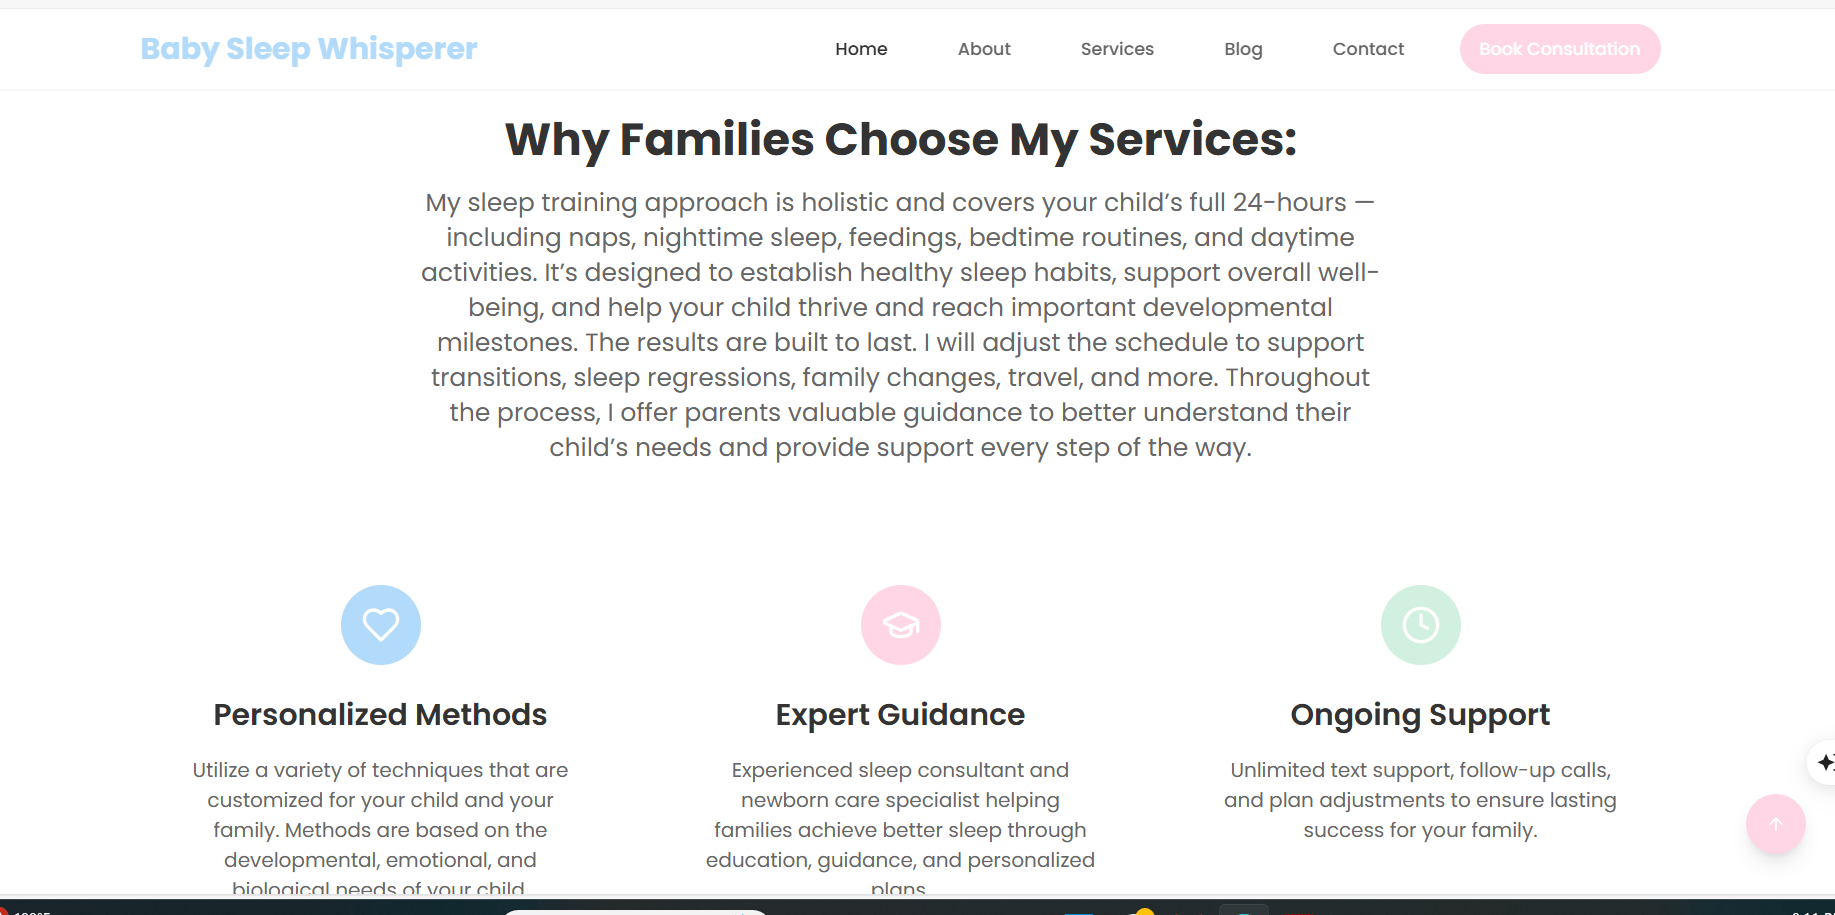 Baby Sleep Whisperer
Home
About
Services
Blog
Contact
Book Consultation
Why Families Choose My Services:
My sleep training approach is holistic and covers your child’s full 24-hours —
including naps, nighttime sleep, feedings, bedtime routines, and daytime
activities. It’s designed to establish healthy sleep habits, support overall well-
being, and help your child thrive and reach important developmental
milestones. The results are built to last. I will adjust the schedule to support
transitions, sleep regressions, family changes, travel, and more. Throughout
the process, I offer parents valuable guidance to better understand their
child’s needs and provide support every step of the way.
Personalized Methods
Utilize a variety of techniques that are
customized for your child and your
family. Methods are based on the
developmental, emotional, and
biological needs of your child
Expert Guidance
Experienced sleep consultant and
newborn care specialist helping
families achieve better sleep through
education, guidance, and personalized
plans
Ongoing Support
Unlimited text support, follow-up calls,
and plan adjustments to ensure lasting
success for your family.